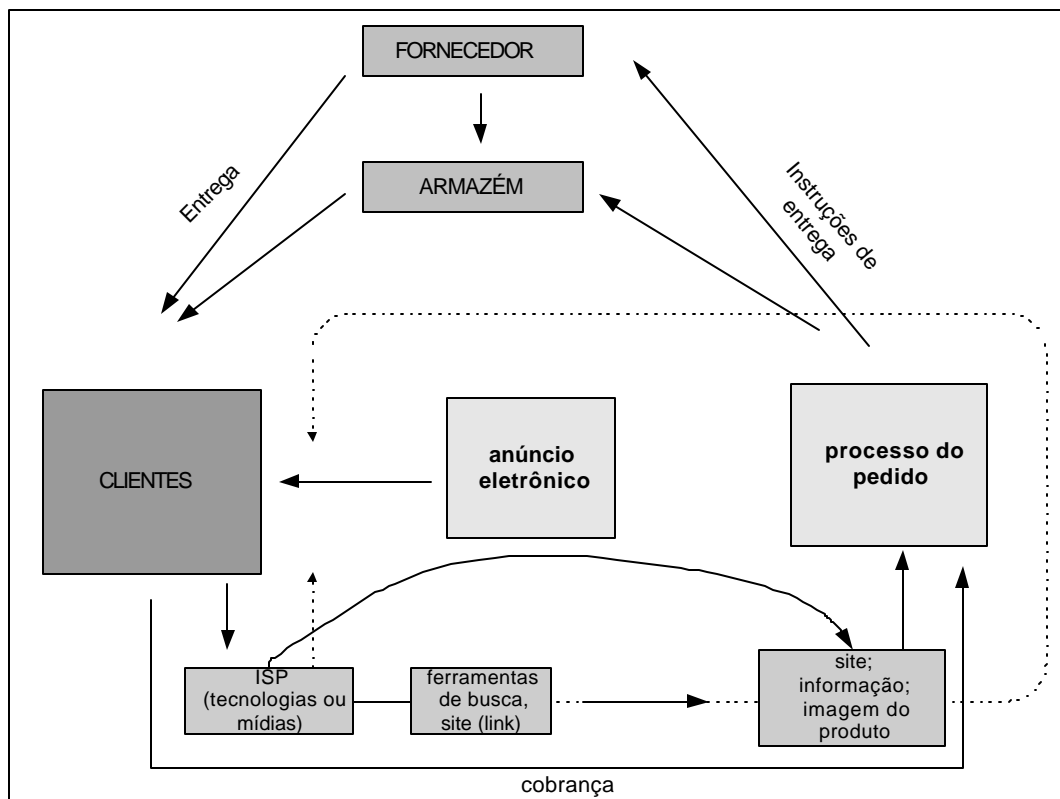 FORNECEDOR
ARMAZÉM
Entrega
Instruções de
entrega
CLIENTES
anúncio
eletrônico
processo do
pedido
ISP
(tecnologias ou
mídias)
ferramentas
de busca,
site (link)
site;
informação;
imagem do
produto
cobrança